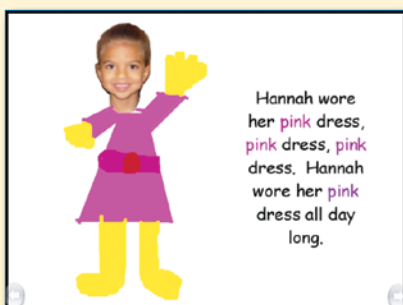 Hannah wore
her pink dress,
pink dress, pink
dress. Hannah
wore her pink
dress all day
long.